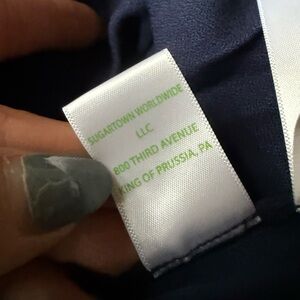 SUGARTOWN WORLDWIDE
LLC
800 THIRD AVENUE
KING OF PRUSSIA, PA